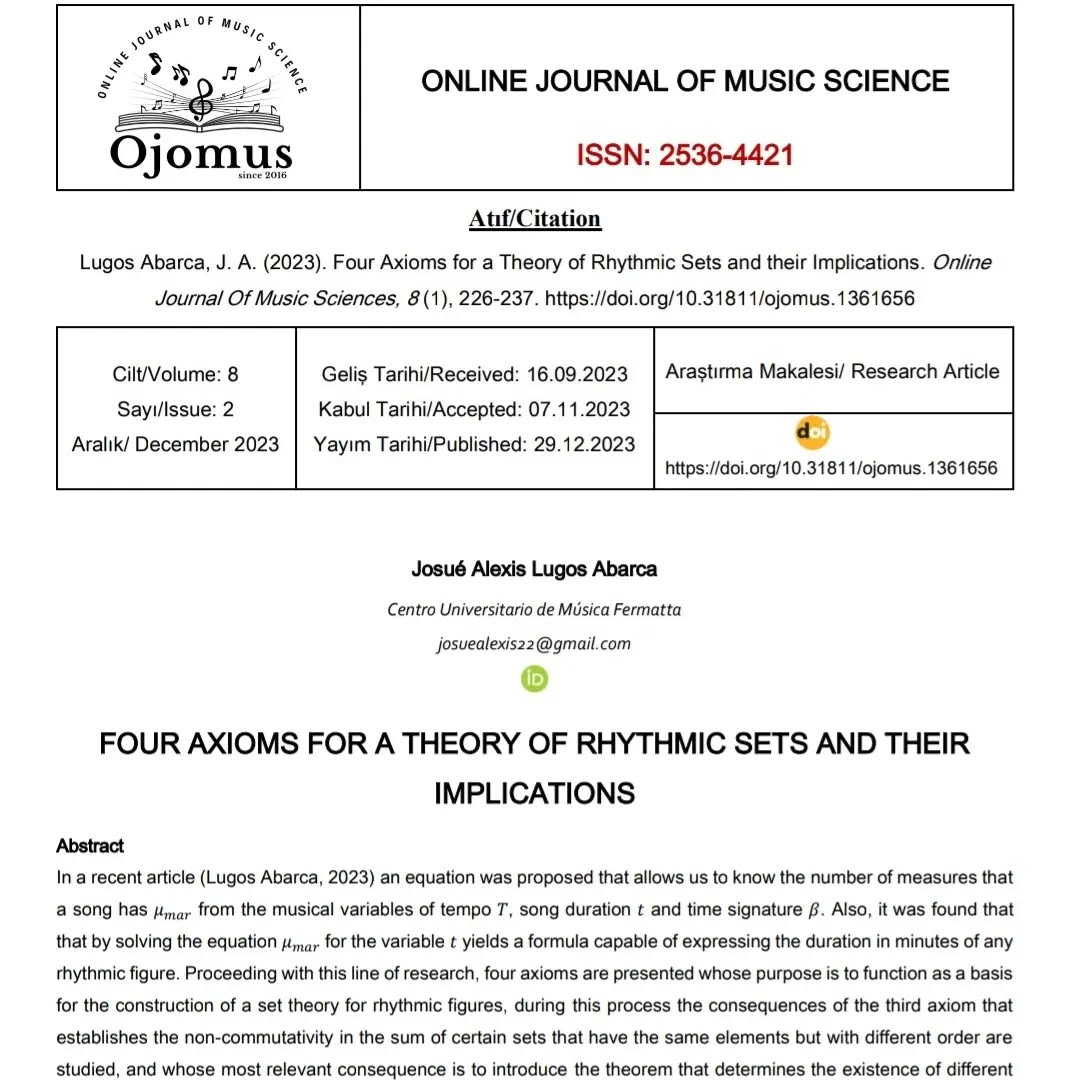 ONLINE JOURNAL OF MUSIC SCIENCE
Ojomus
since 2016
ONLINE JOURNAL OF MUSIC SCIENCE
ISSN: 2536-4421
Atıf/Citation
Lugos Abarca, J. A. (2023). Four Axioms for a Theory of Rhythmic Sets and their Implications. Online
Journal Of Music Sciences, 8 (1), 226-237. https://doi.org/10.31811/ojomus.1361656
Cilt/Volume: 8
Sayı/Issue: 2
Aralık/ December 2023
Geliş Tarihi/Received: 16.09.2023
Kabul Tarihi/Accepted: 07.11.2023
Yayım Tarihi/Published: 29.12.2023
Araştırma Makalesi/ Research Article
doi
https://doi.org/10.31811/ojomus.1361656
Josué Alexis Lugos Abarca
Centro Universitario de Música Fermatta
josuealexis22@gmail.com
iD
FOUR AXIOMS FOR A THEORY OF RHYTHMIC SETS AND THEIR
IMPLICATIONS
Abstract
In a recent article (Lugos Abarca, 2023) an equation was proposed that allows us to know the number of measures that
a song has μmar from the musical variables of tempo T, song duration t and time signature β. Also, it was found that
that by solving the equation μmar for the variable t yields a formula capable of expressing the duration in minutes of any
rhythmic figure. Proceeding with this line of research, four axioms are presented whose purpose is to function as a basis
for the construction of a set theory for rhythmic figures, during this process the consequences of the third axiom that
establishes the non-commutativity in the sum of certain sets that have the same elements but with different order are
studied, and whose most relevant consequence is to introduce the theorem that determines the existence of different